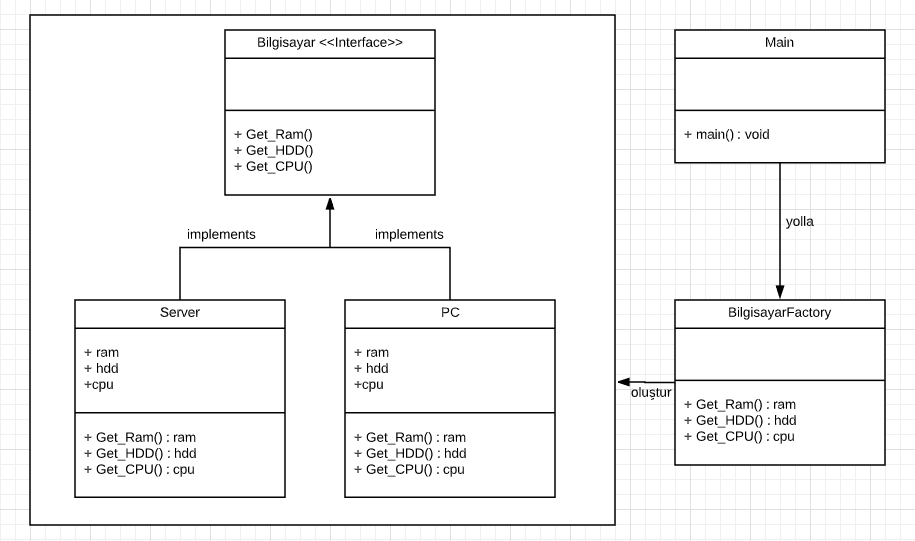 Bilgisayar <<Interface>>
+ Get_Ram()
+ Get_HDD()
+ Get_CPU()
implements
implements
Server
+ ram
+ hdd
+cpu
+ Get_Ram() : ram
+ Get_HDD() : hdd
+ Get_CPU() : cpu
PC
+ ram
+ hdd
+cpu
+ Get_Ram() : ram
+ Get_HDD() : hdd
+ Get_CPU() : cpu
Main
+ main() : void
yolla
BilgisayarFactory
+ Get_Ram() : ram
+ Get_HDD() : hdd
+ Get_CPU() : cpu
oluştur